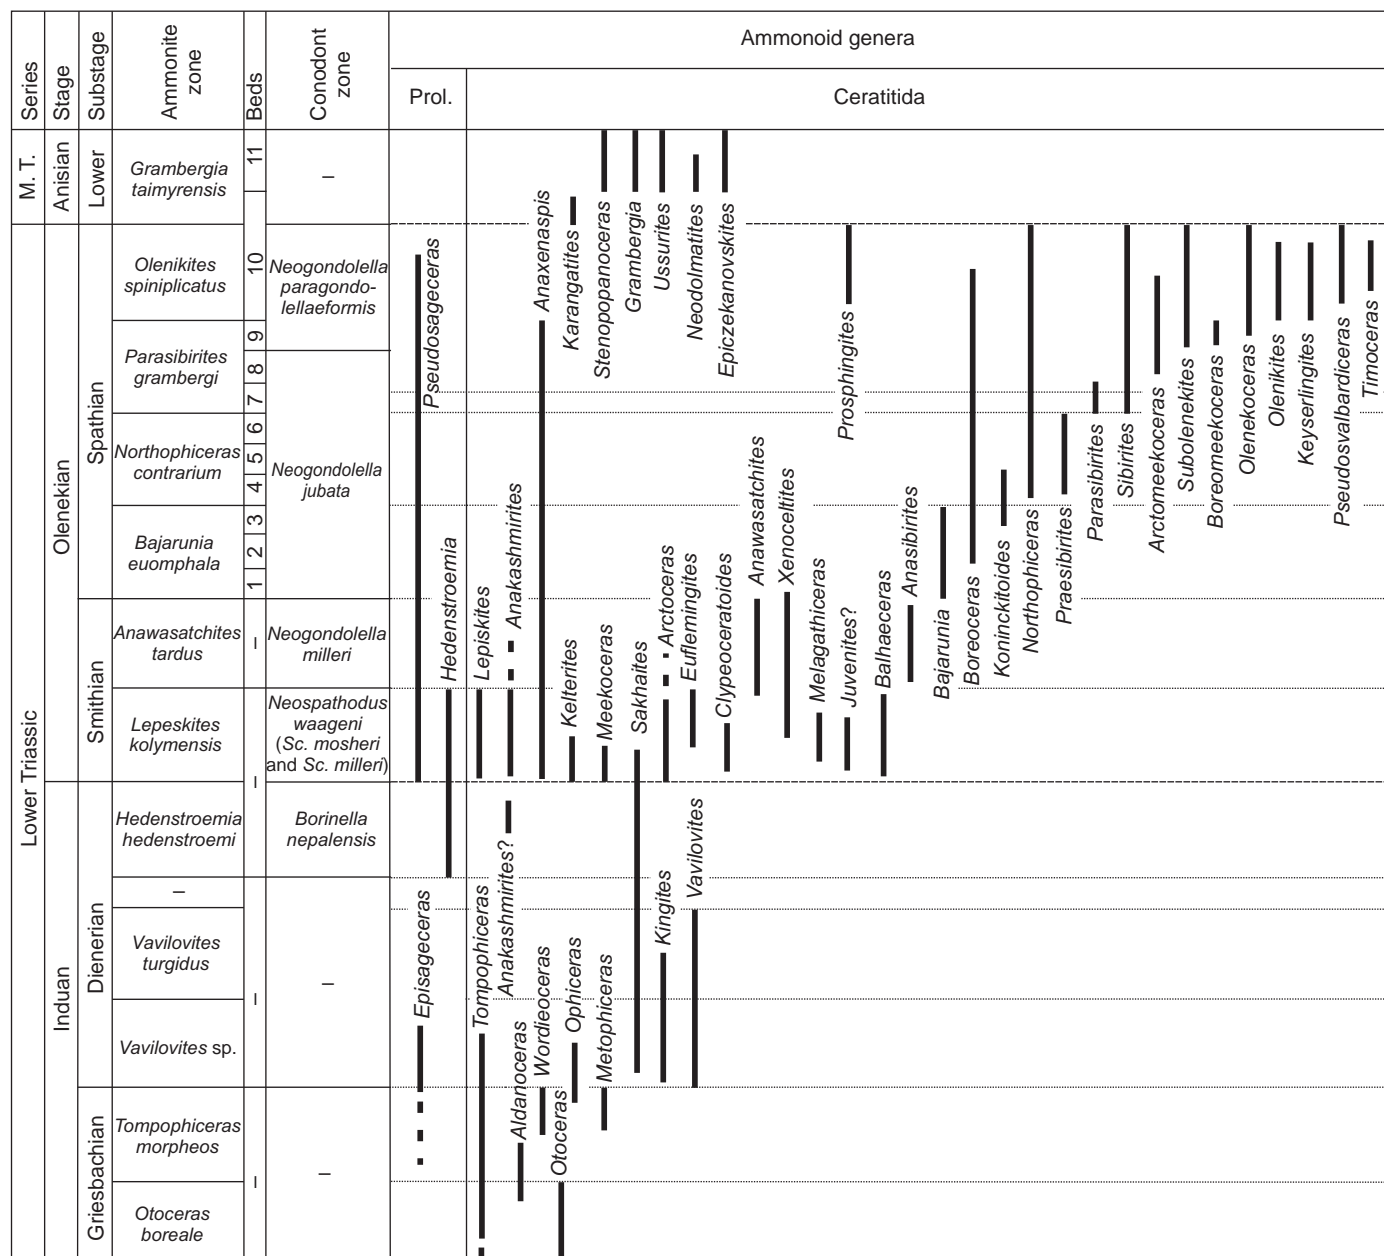 Series
Stage
Substage
Ammonite
zone
Beds
Conodont
zone
Ammonoid genera
Prol.
Ceratitida
M. T.
Anisian
Lower
Grambergia
taimyrensis
11
–
Lower Triassic
Olenekian
Spathian
Olenikites
spiniplicatus
10
Neogondolella
paragondo-
lellaeformis
Parasibirites
grambergi
9
8
7
Northophiceras
contrarium
6
5
4
Neogondolella
jubata
Bajarunia
euomphala
3
2
1
Smithian
Anawasatchites
tardus
–
Neogondolella
milleri
Lepeskites
kolymensis
Neospathodus
waageni
(Sc. mosheri
and Sc. milleri)
–
Induan
Dienerian
Hedenstroemia
hedenstroemi
Borinella
nepalensis
–
Vavilovites
turgidus
–
–
Vavilovites sp.
Griesbachian
Tompophiceras
morpheos
–
–
Otoceras
boreale
Pseudosageceras
Hedenstroemia
Episageceras
Lepiskites
Anakashmirites
Anaxenaspis
Karangatites
Stenopopanoceras
Grambergia
Ussurites
Neodolmatites
Epiczekanovskites
Kelterites
Meekoceras
Sakhaites
Arctoceras
Euflemingites
Clypeoceratoides
Anawasatchites
Xenoceltites
Melagathiceras
Juvenites?
Prosphingites
Balhaeceras
Anasibirites
Bajarunia
Boreoceras
Koninckitoides
Northophiceras
Praesibirites
Parasibirites
Sibirites
Arctomeekoceras
Subolenekites
Boreomeekoceras
Olenekoceras
Olenikites
Keyserlingites
Pseudosvalbardiceras
Timoceras
Tompophiceras
Anakashmirites?
Aldanoceras
Wordieoceras
Otoceras
Ophiceras
Metophiceras
Kingites
Vavilovites